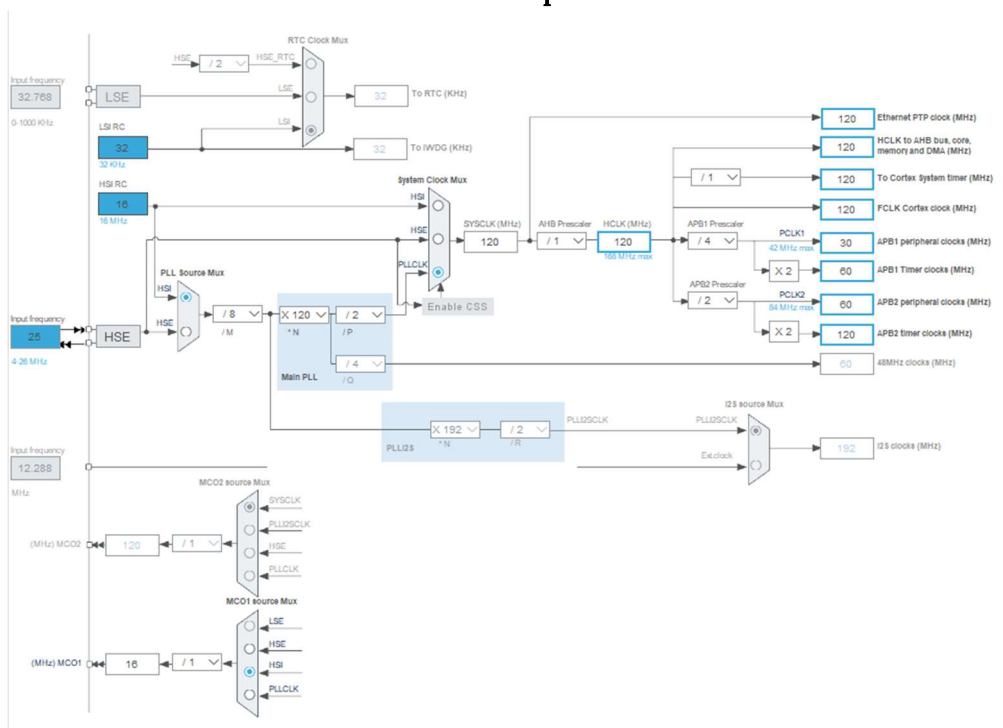 RTC Clock Mux
HSE
/ 2
HSE_RTC
Input frequency
32.768
LSE
LSE
32
To RTC (KHz)
0-1000 KHz
LSI RC
LSI
32
32 KHz
32
To IWDG (KHz)
HSI RC
16
16 MHz
System Clock Mux
HSI
HSE
PLLCLK
SYSCLK (MHz)
120
AHB Prescaler
/ 1
HCLK (MHz)
120
168 MHz max
120
Ethernet PTP clock (MHz)
120
HCLK to AHB bus, core,
memory and DMA (MHz)
/ 1
120
To Cortex System timer (MHz)
120
FCLK Cortex clock (MHz)
APB1 Prescaler
/ 4
PCLK1
42 MHz max
30
APB1 peripheral clocks (MHz)
X 2
60
APB1 Timer clocks (MHz)
APB2 Prescaler
/ 2
PCLK2
84 MHz max
60
APB2 peripheral clocks (MHz)
X 2
120
APB2 timer clocks (MHz)
PLL Source Mux
HSI
HSE
Input frequency
25
HSE
4-26 MHz
/ 8
/ M
X 120
* N
/ 2
/ P
Enable CSS
/ 4
/ Q
Main PLL
60
48MHz clocks (MHz)
X 192
* N
/ 2
/ R
PLLI2S
PLLI2SCLK
I2S source Mux
PLLI2SCLK
Ext.clock
192
I2S clocks (MHz)
Input frequency
12.288
MHz
MCO2 source Mux
SYSCLK
PLLI2SCLK
HSE
PLLCLK
(MHz) MCO2
120
/ 1
MCO1 source Mux
LSE
HSE
HSI
PLLCLK
(MHz) MCO1
16
/ 1